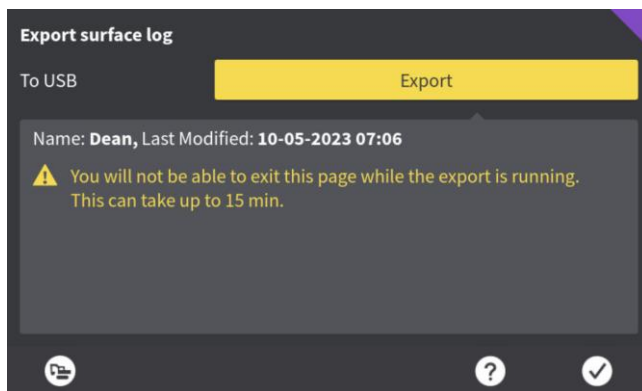 Export surface log
To USB
Export
Name: Dean, Last Modified: 10-05-2023 07:06
You will not be able to exit this page while the export is running.
This can take up to 15 min.
?